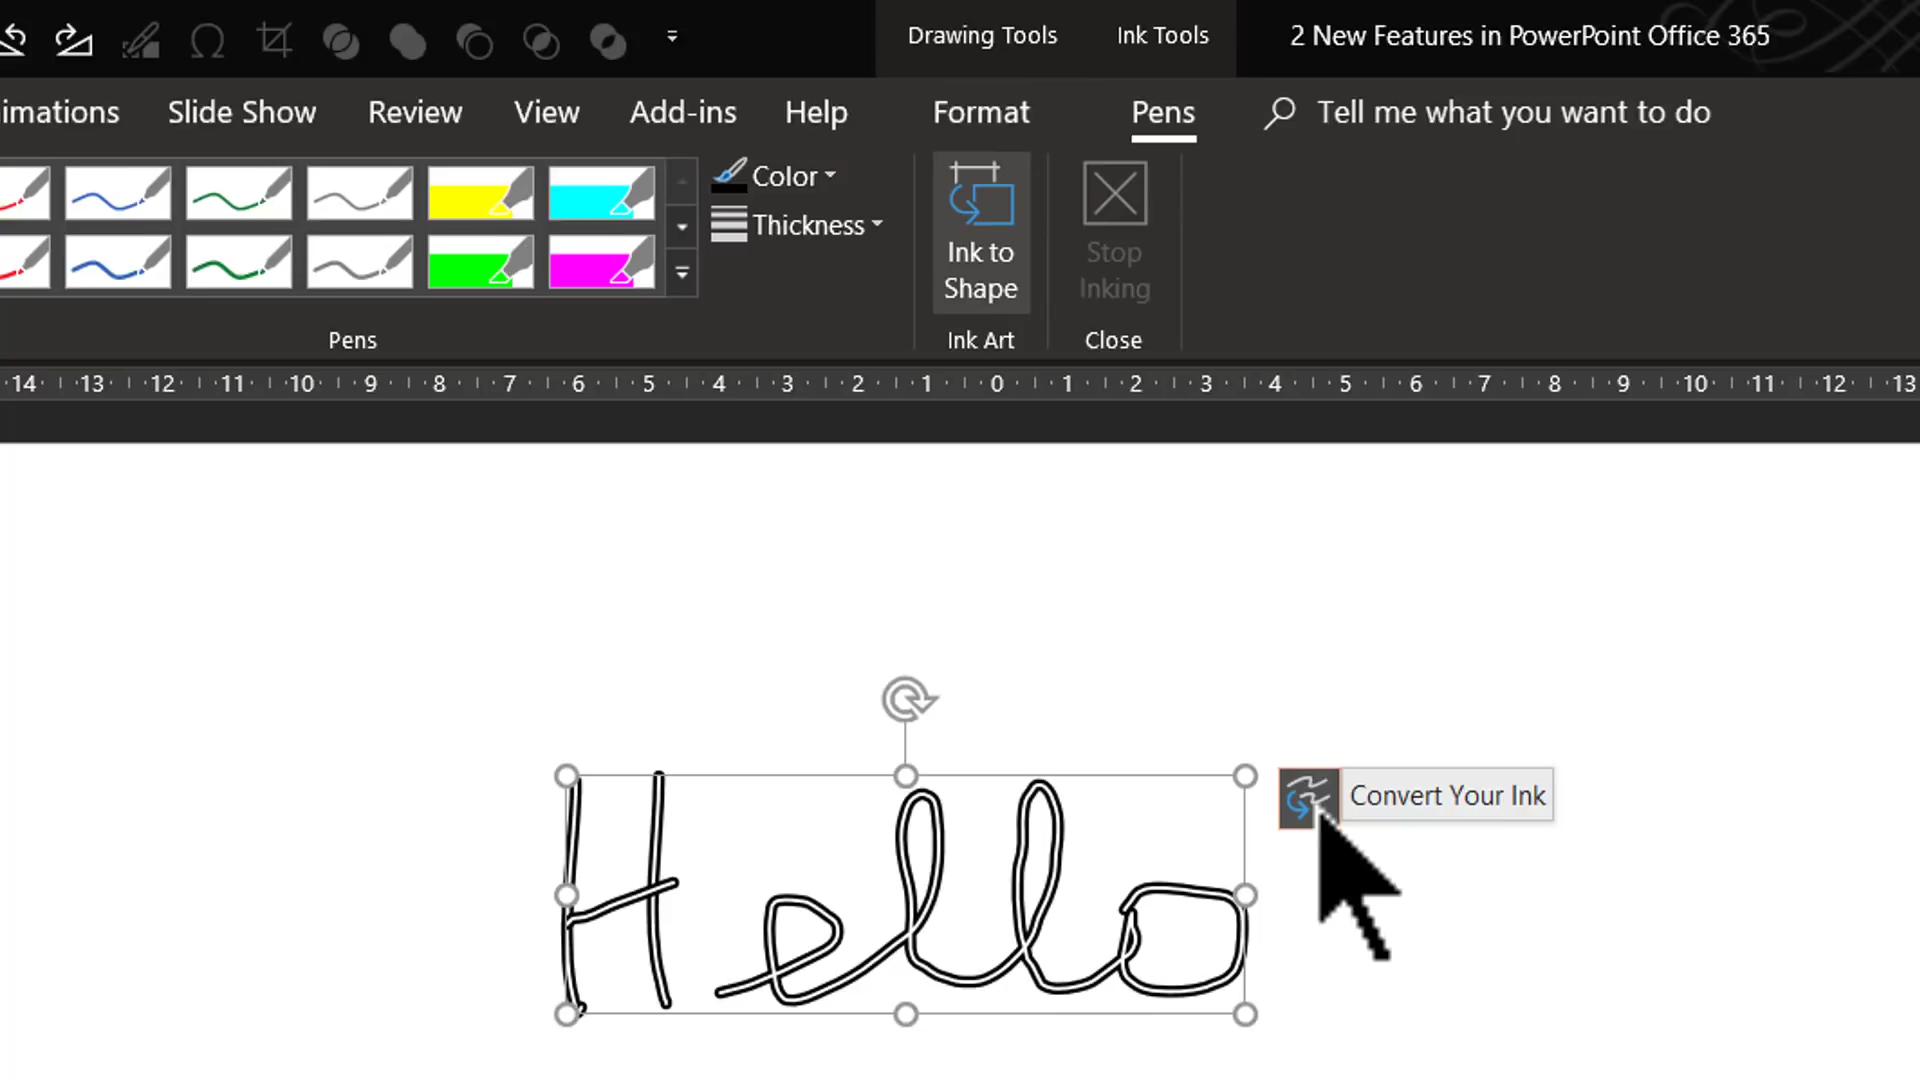 Drawing Tools Ink Tools 2 New Features in PowerPoint Office 365
imations Slide Show Review View Add-ins Help Format Pens Tell me what you want to do
Color
Thickness
Ink to
Shape
Stop
Inking
Pens Ink Art Close
14 13 12 11 10 9 8 7 6 5 4 3 2 1 0 1 2 3 4 5 6 7 8 9 10 11 12 13
Convert Your Ink
Hello